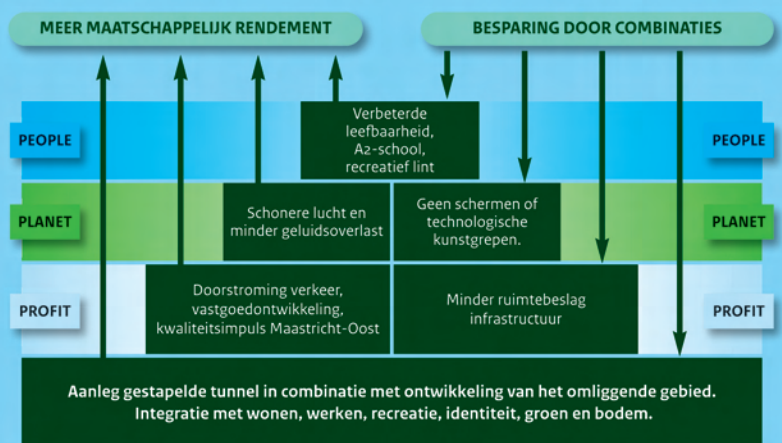 MEER MAATSCHAPPELIJK RENDEMENT
BESPARING DOOR COMBINATIES
PEOPLE
Verbeterde
leefbaarheid,
A2-school,
recreatief lint
PEOPLE
PLANET
Schonere lucht en
minder geluidsoverlast
Geen schermen of
technologische
kunstgrepen.
PLANET
PROFIT
Doorstroming verkeer,
vastgoedontwikkeling,
kwaliteitsimpuls Maastricht-Oost
Minder ruimtebeslag
infrastructuur
PROFIT
Aanleg gestapelde tunnel in combinatie met ontwikkeling van het omliggende gebied.
Integratie met wonen, werken, recreatie, identiteit, groen en bodem.